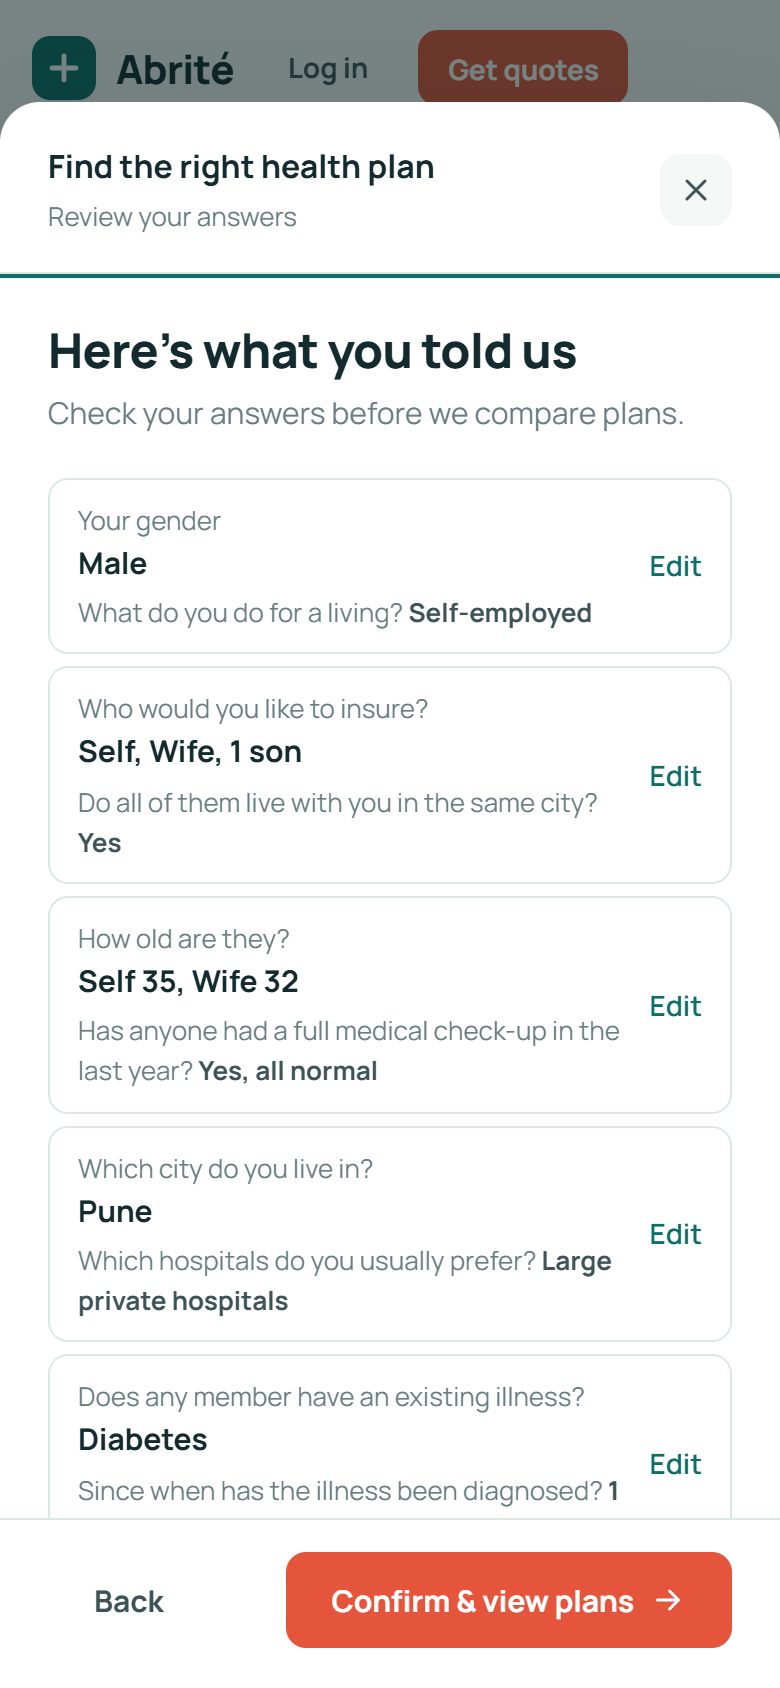 Abrité
Log in
Get quotes
Find the right health plan
Review your answers
Here’s what you told us
Check your answers before we compare plans.
Your gender
Male
What do you do for a living? Self-employed
Edit
Who would you like to insure?
Self, Wife, 1 son
Do all of them live with you in the same city?
Yes
Edit
How old are they?
Self 35, Wife 32
Has anyone had a full medical check-up in the
last year? Yes, all normal
Edit
Which city do you live in?
Pune
Which hospitals do you usually prefer? Large
private hospitals
Edit
Does any member have an existing illness?
Diabetes
Since when has the illness been diagnosed? 1
Edit
Back
Confirm & view plans →